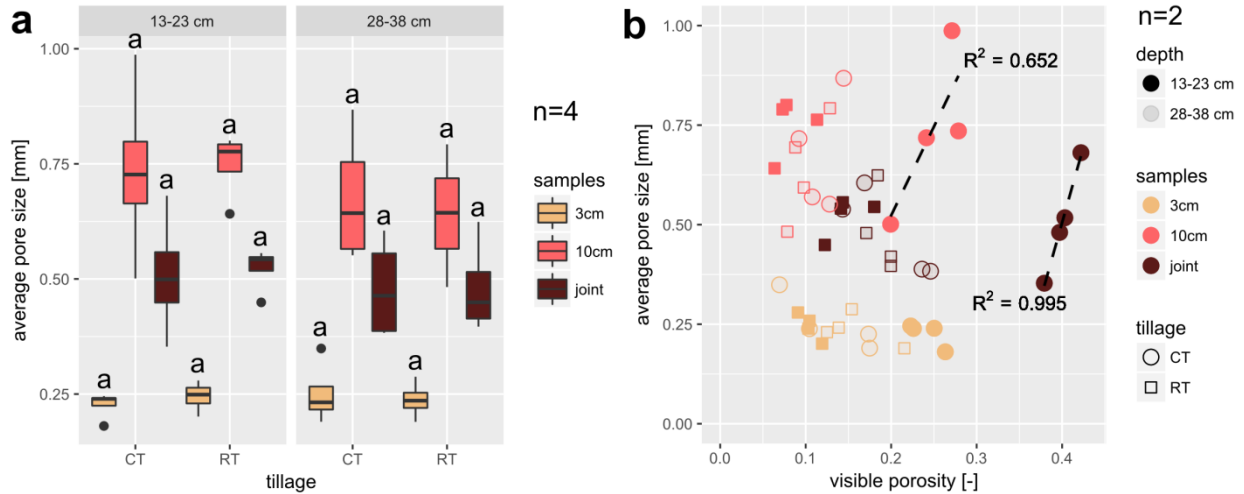 a
13-23 cm
28-38 cm
1.00
0.75
0.50
0.25
average pore size [mm]
a
a
a
a
a
a
a
a
a
a
a
a
CT
RT
CT
RT
tillage
n=4
samples
3cm
10cm
joint
b
1.00
0.75
0.50
0.25
0.00
average pore size [mm]
R² = 0.652
R² = 0.995
0.0
0.1
0.2
0.3
0.4
visible porosity [-]
n=2
depth
13-23 cm
28-38 cm
samples
3cm
10cm
joint
tillage
CT
RT